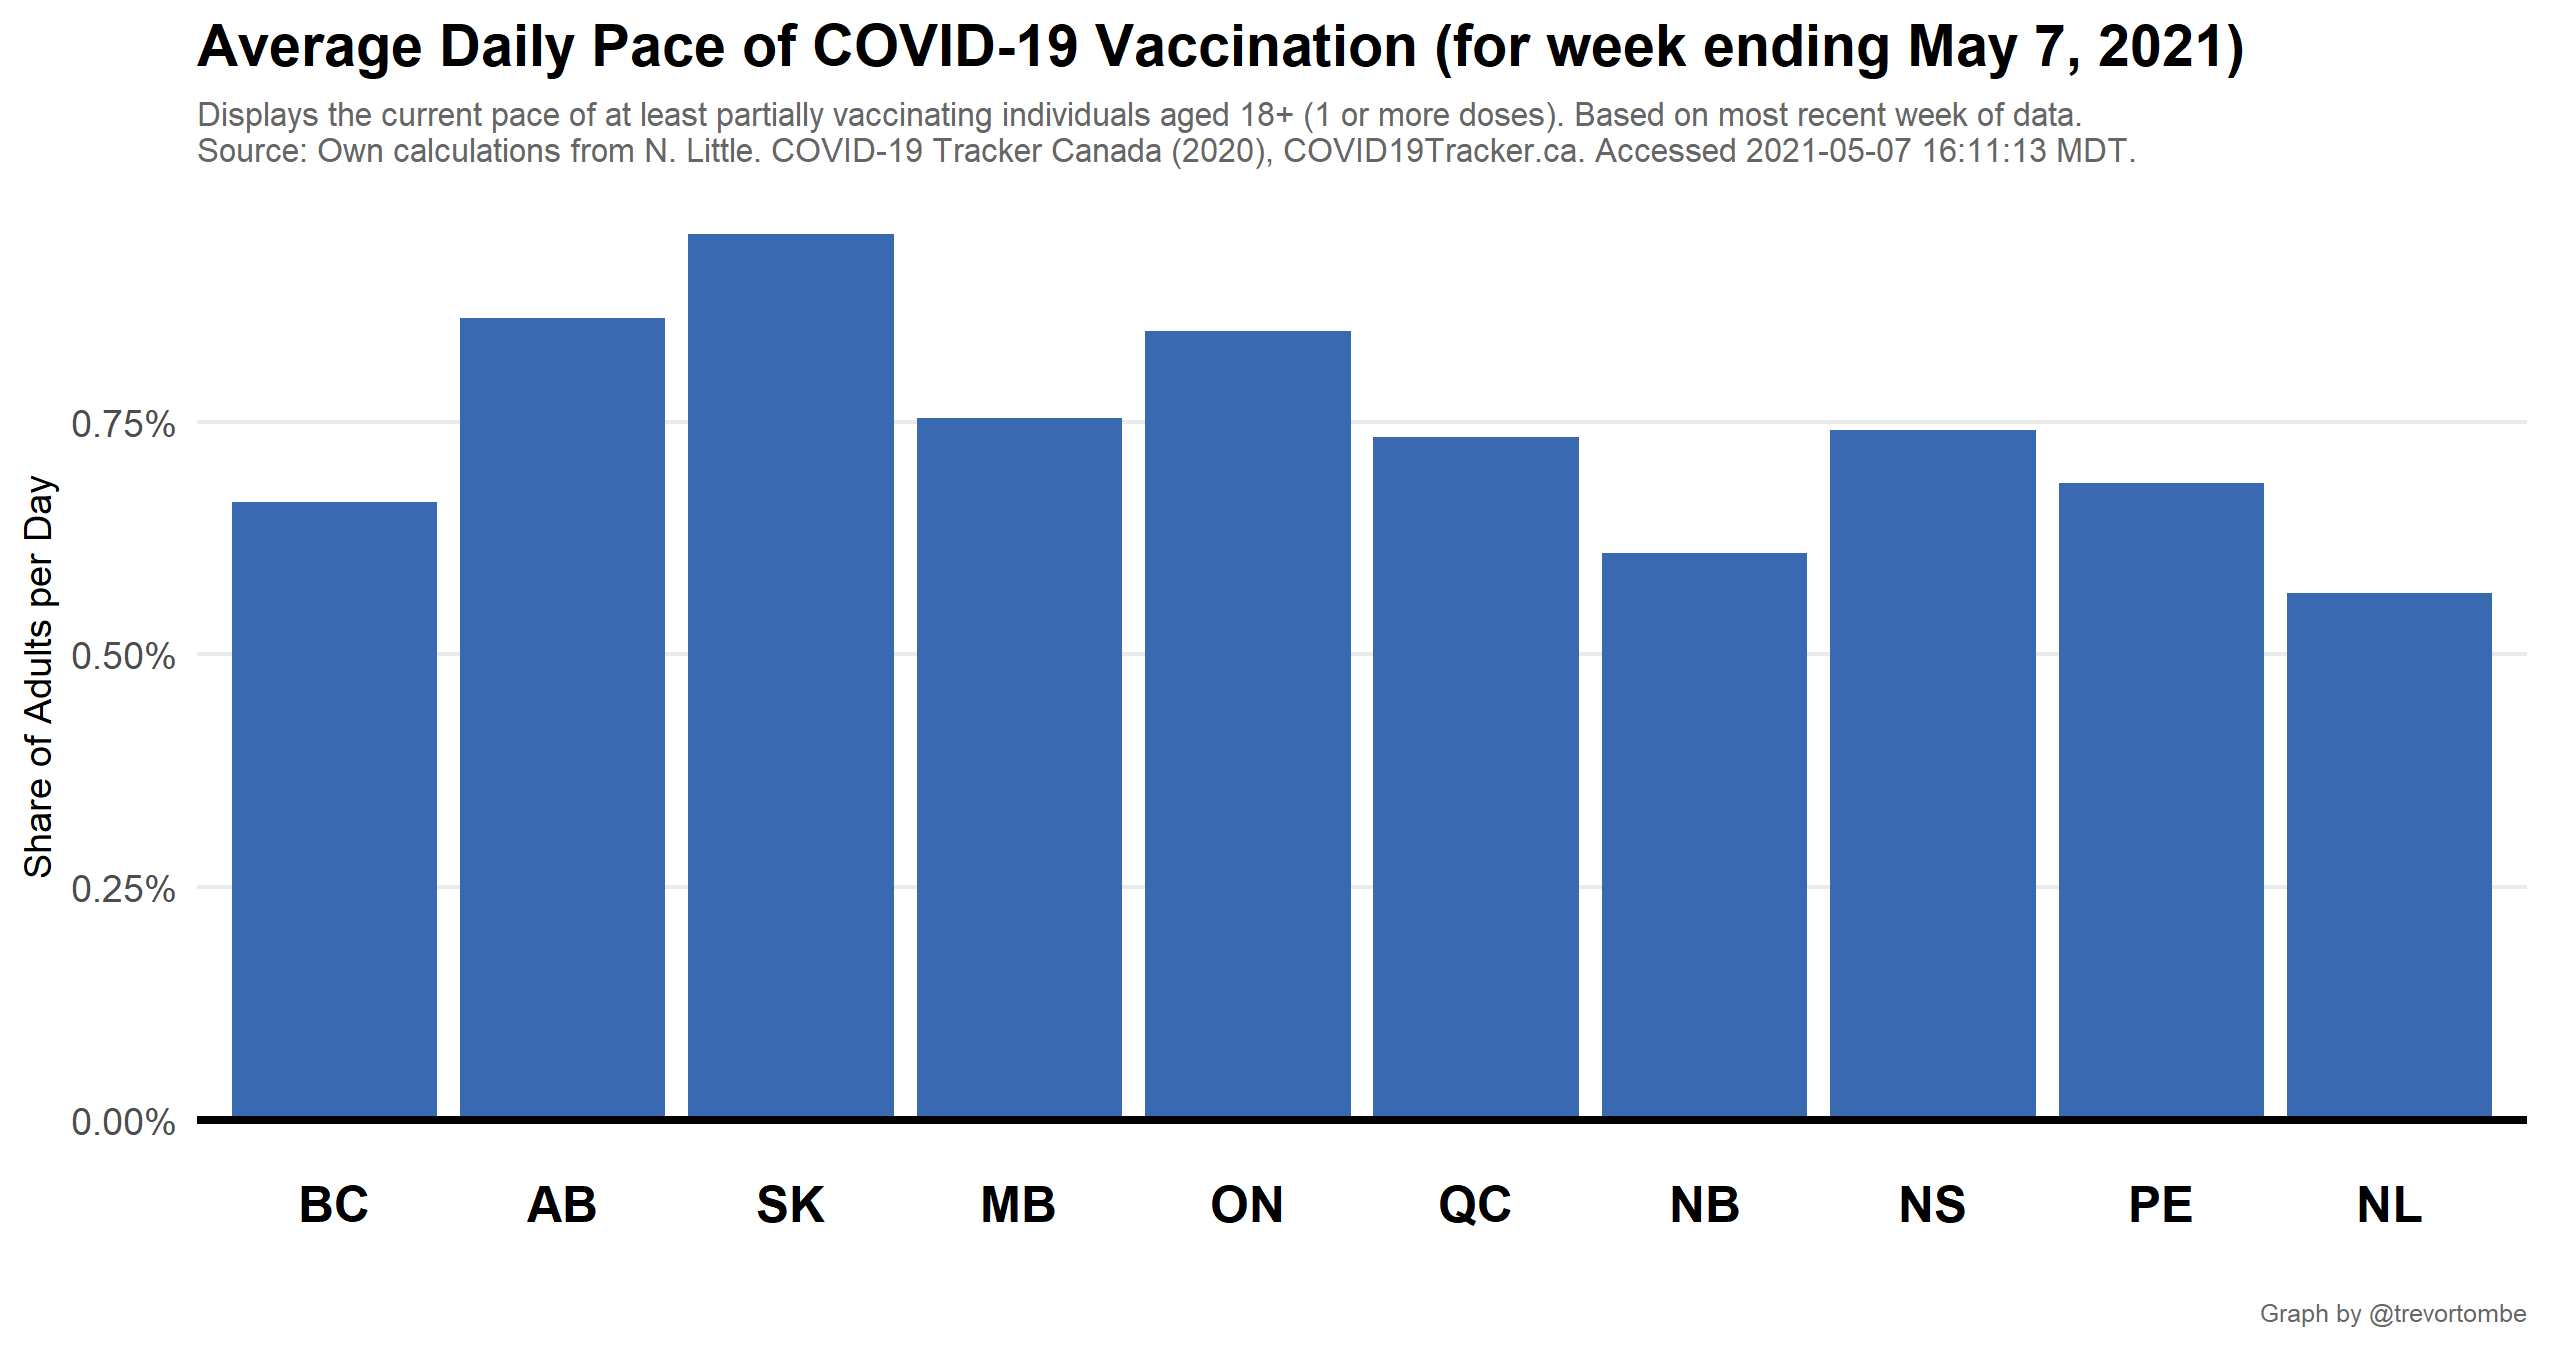 Average Daily Pace of COVID-19 Vaccination (for week ending May 7, 2021)
Displays the current pace of at least partially vaccinating individuals aged 18+ (1 or more doses). Based on most recent week of data.
Source: Own calculations from N. Little. COVID-19 Tracker Canada (2020), COVID19Tracker.ca. Accessed 2021-05-07 16:11:13 MDT.
Share of Adults per Day
0.75%
0.50%
0.25%
0.00%
BC AB SK MB ON QC NB NS PE NL
Graph by @trevortombe